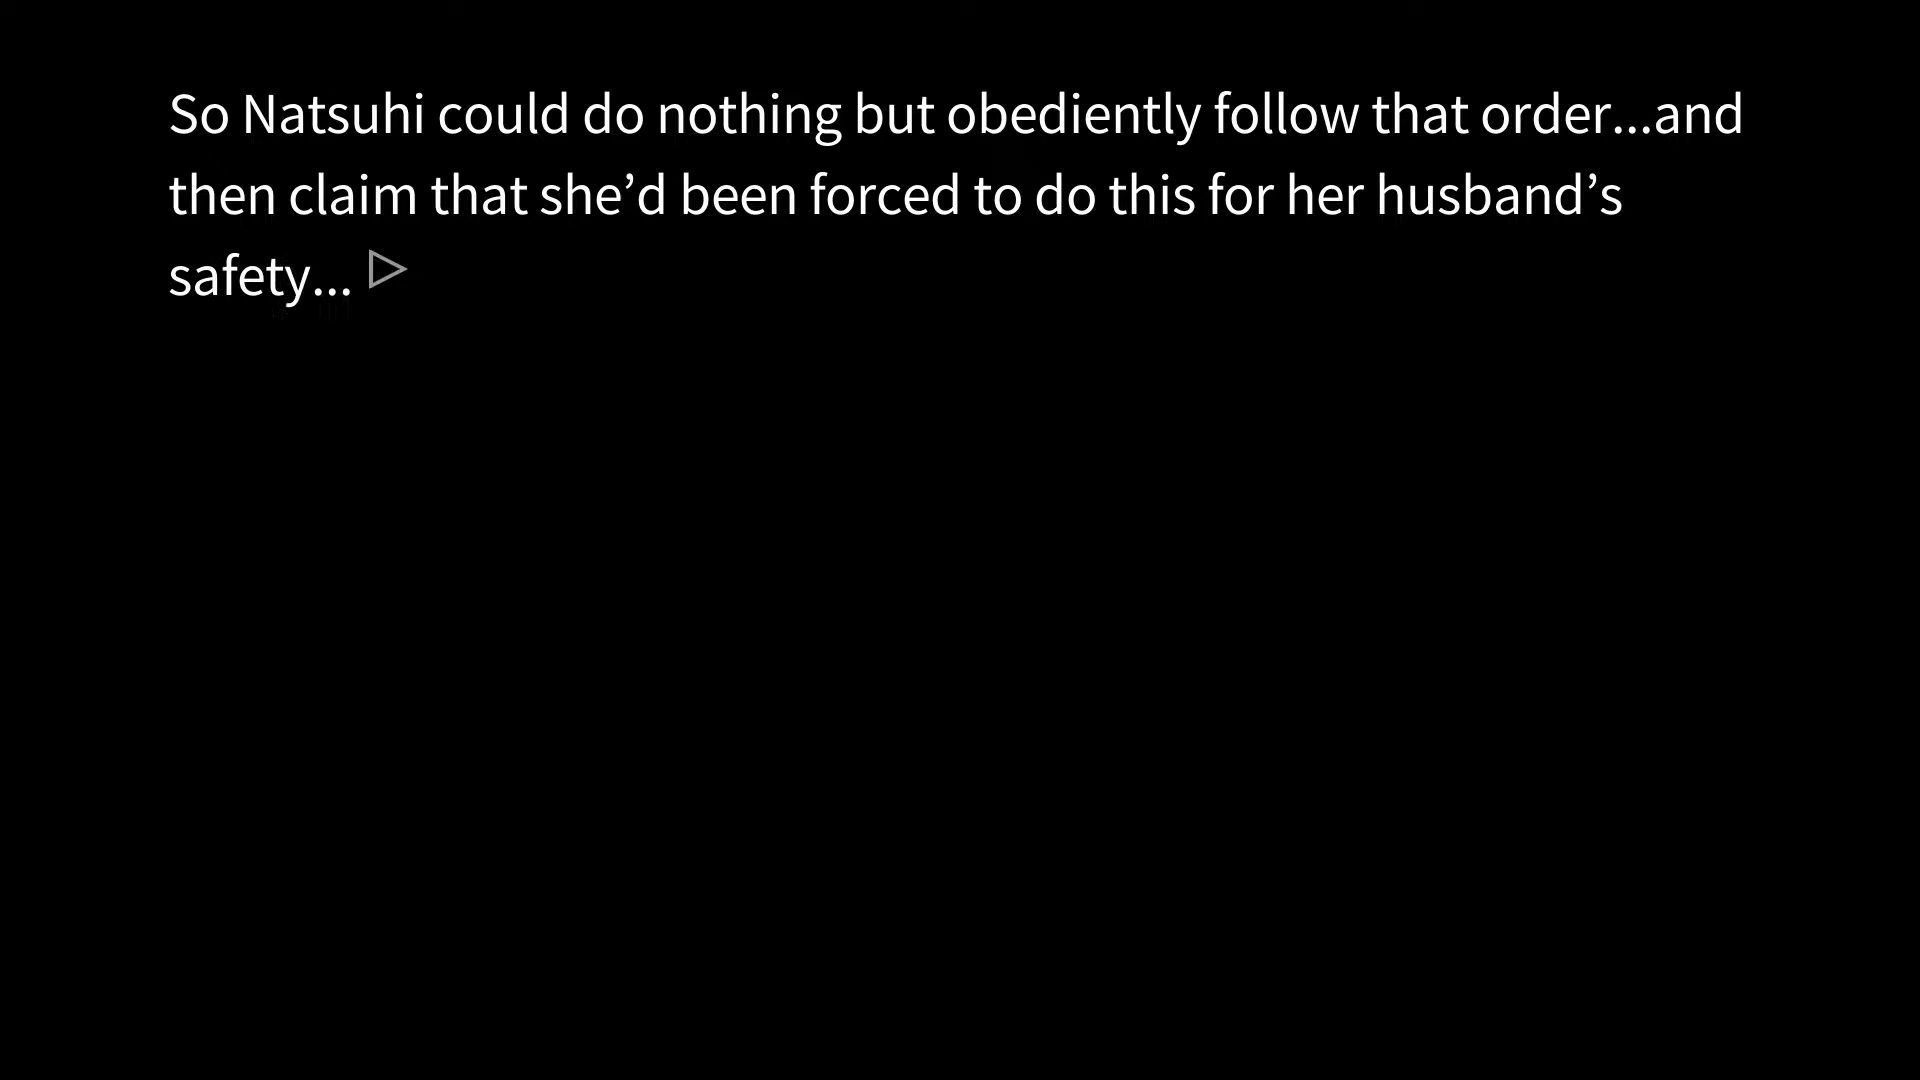 So Natsuhi could do nothing but obediently follow that order...and
then claim that she’d been forced to do this for her husband’s
safety...